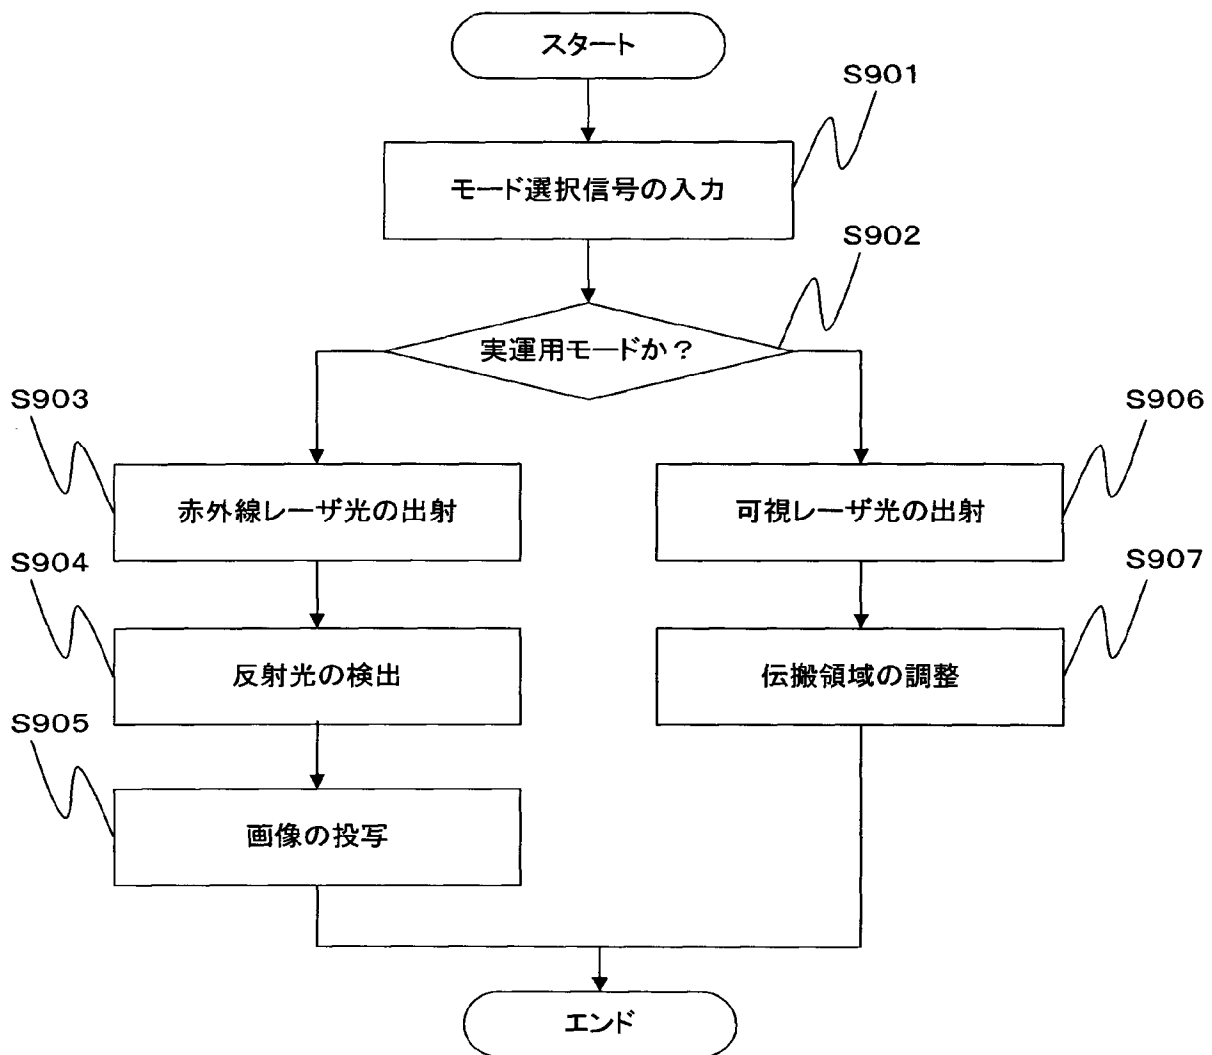 スタート
S901
モード選択信号の入力
S902
実運用モードか？
S903
赤外線レーザ光の出射
S904
反射光の検出
S905
画像の投写
S906
可視レーザ光の出射
S907
伝搬領域の調整
エンド